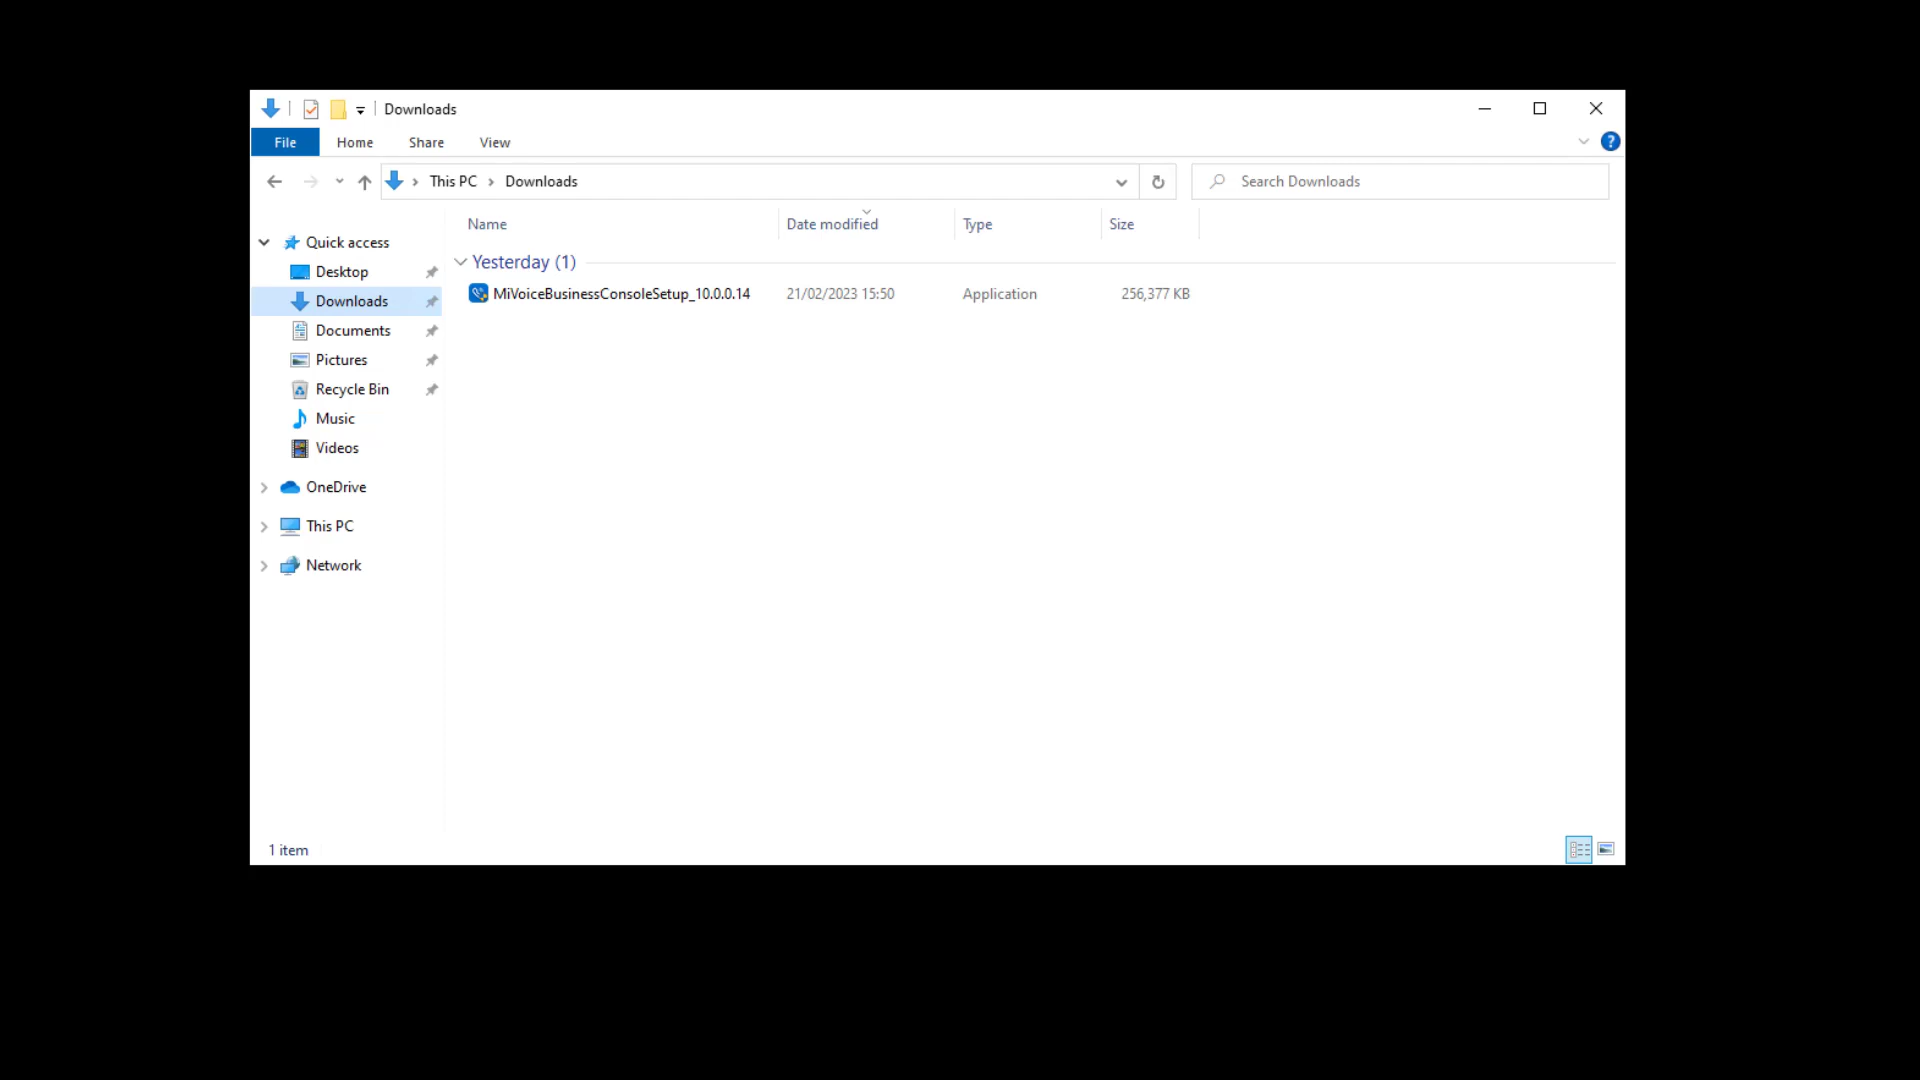 Downloads
File Home Share View
?
This PC Downloads
Search Downloads
Name Date modified Type Size
Quick access
Desktop
Downloads
Documents
Pictures
Recycle Bin
Music
Videos
OneDrive
This PC
Network
Yesterday (1)
MiVoiceBusinessConsoleSetup_10.0.0.14 21/02/2023 15:50 Application 256,377 KB
1 item